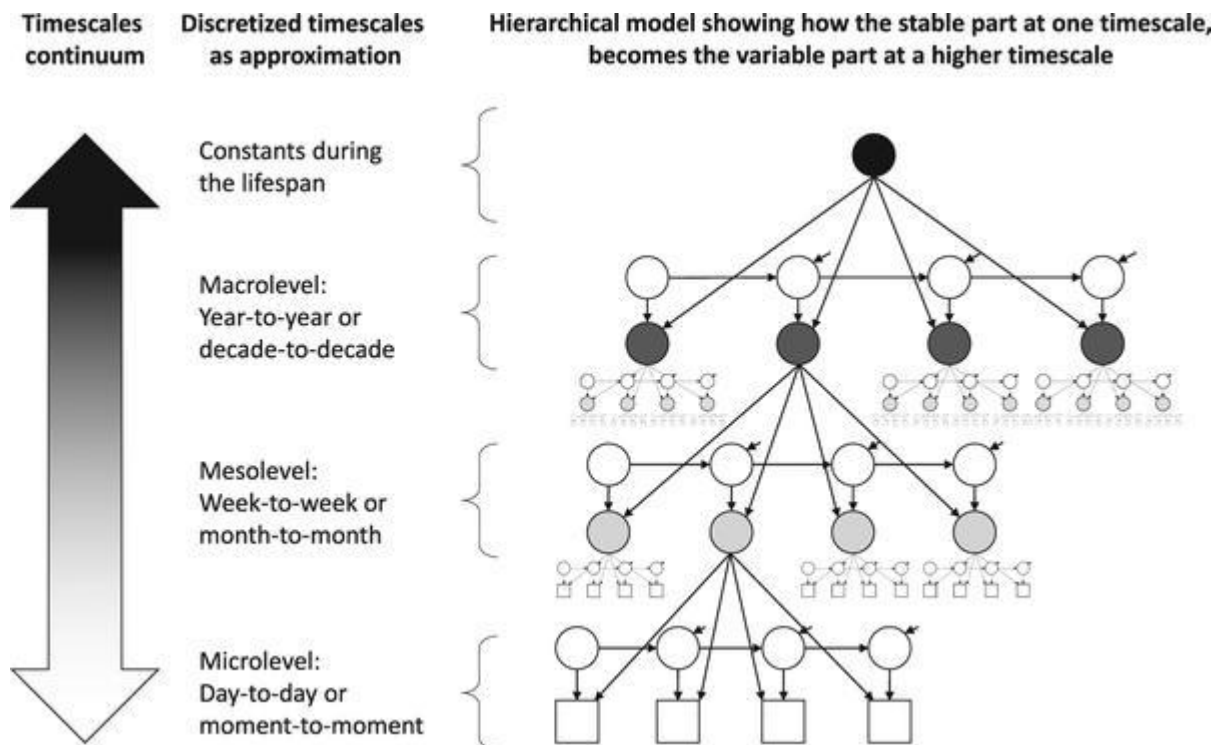 Timescales
continuum
Discretized timescales
as approximation
Hierarchical model showing how the stable part at one timescale,
becomes the variable part at a higher timescale
Constants during
the lifespan
Macrolevel:
Year-to-year or
decade-to-decade
Mesolevel:
Week-to-week or
month-to-month
Microlevel:
Day-to-day or
moment-to-moment